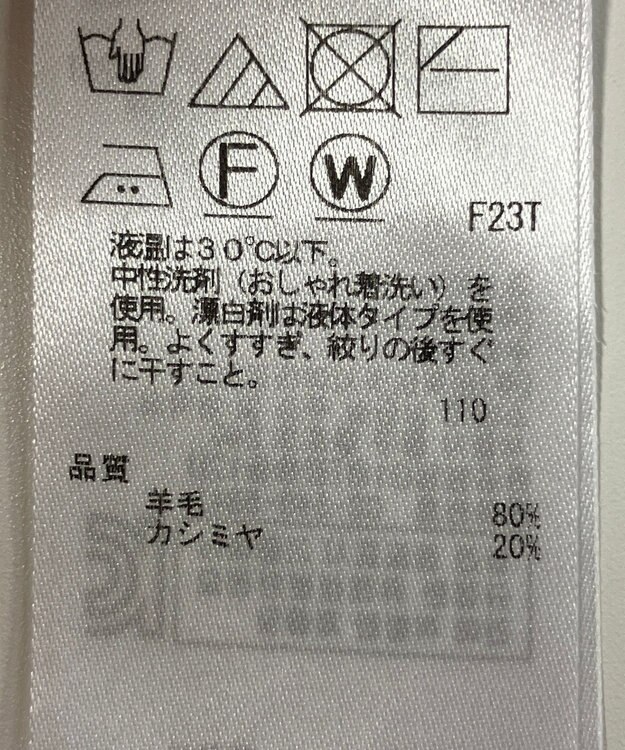 F
W
F23T
液温は30℃以下。
中性洗剤（おしゃれ着洗い）を
使用。漂白剤は液体タイプを使
用。よくすすぎ、絞りの後すぐ
に干すこと。
110
品質
羊毛 80%
カシミヤ 20%